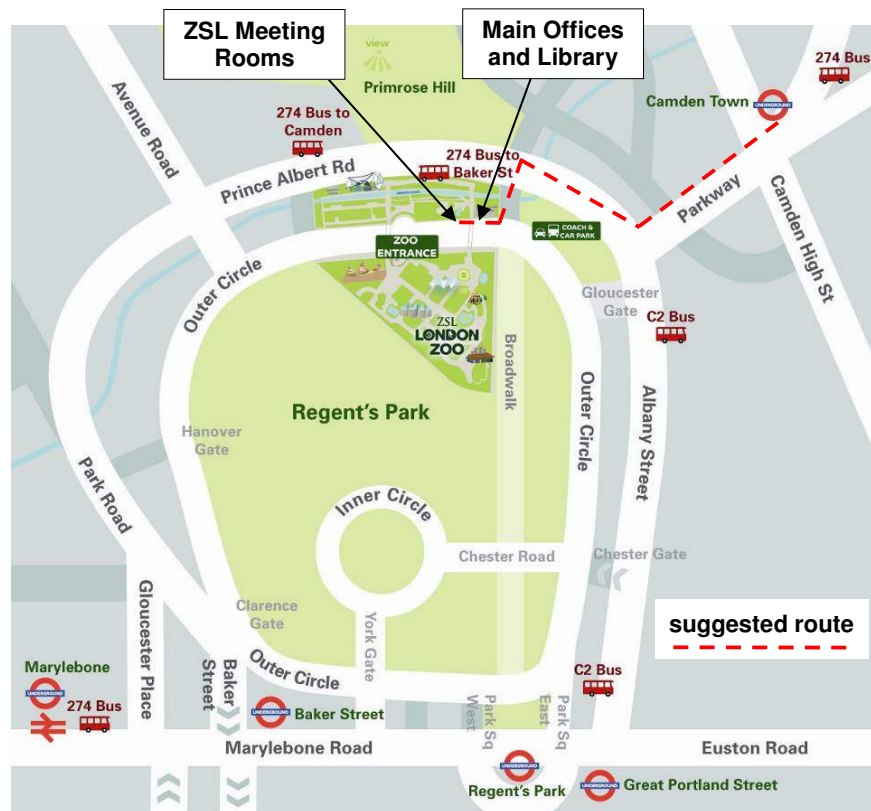 ZSL Meeting
Rooms
Main Offices
and Library
view
Primrose Hill
274 Bus
Camden Town
UNDERGROUND
Avenue Road
274 Bus to
Camden
274 Bus to
Baker St
Prince Albert Rd
Parkway
Camden High St
COACH &
CAR PARK
ZOO
ENTRANCE
Outer Circle
Gloucester
Gate
C2 Bus
ZSL
LONDON
ZOO
Broadwalk
Outer Circle
Albany Street
Regent's Park
Hanover
Gate
Park Road
Inner Circle
Chester Road
Chester Gate
Gloucester Place
Clarence
Gate
York Gate
suggested route
Baker
Street
Outer Circle
Marylebone
UNDERGROUND
274 Bus
C2 Bus
UNDERGROUND
Baker Street
Park Sq
West
Park Sq
East
Marylebone Road
Euston Road
UNDERGROUND
Regent's Park
UNDERGROUND
Great Portland Street